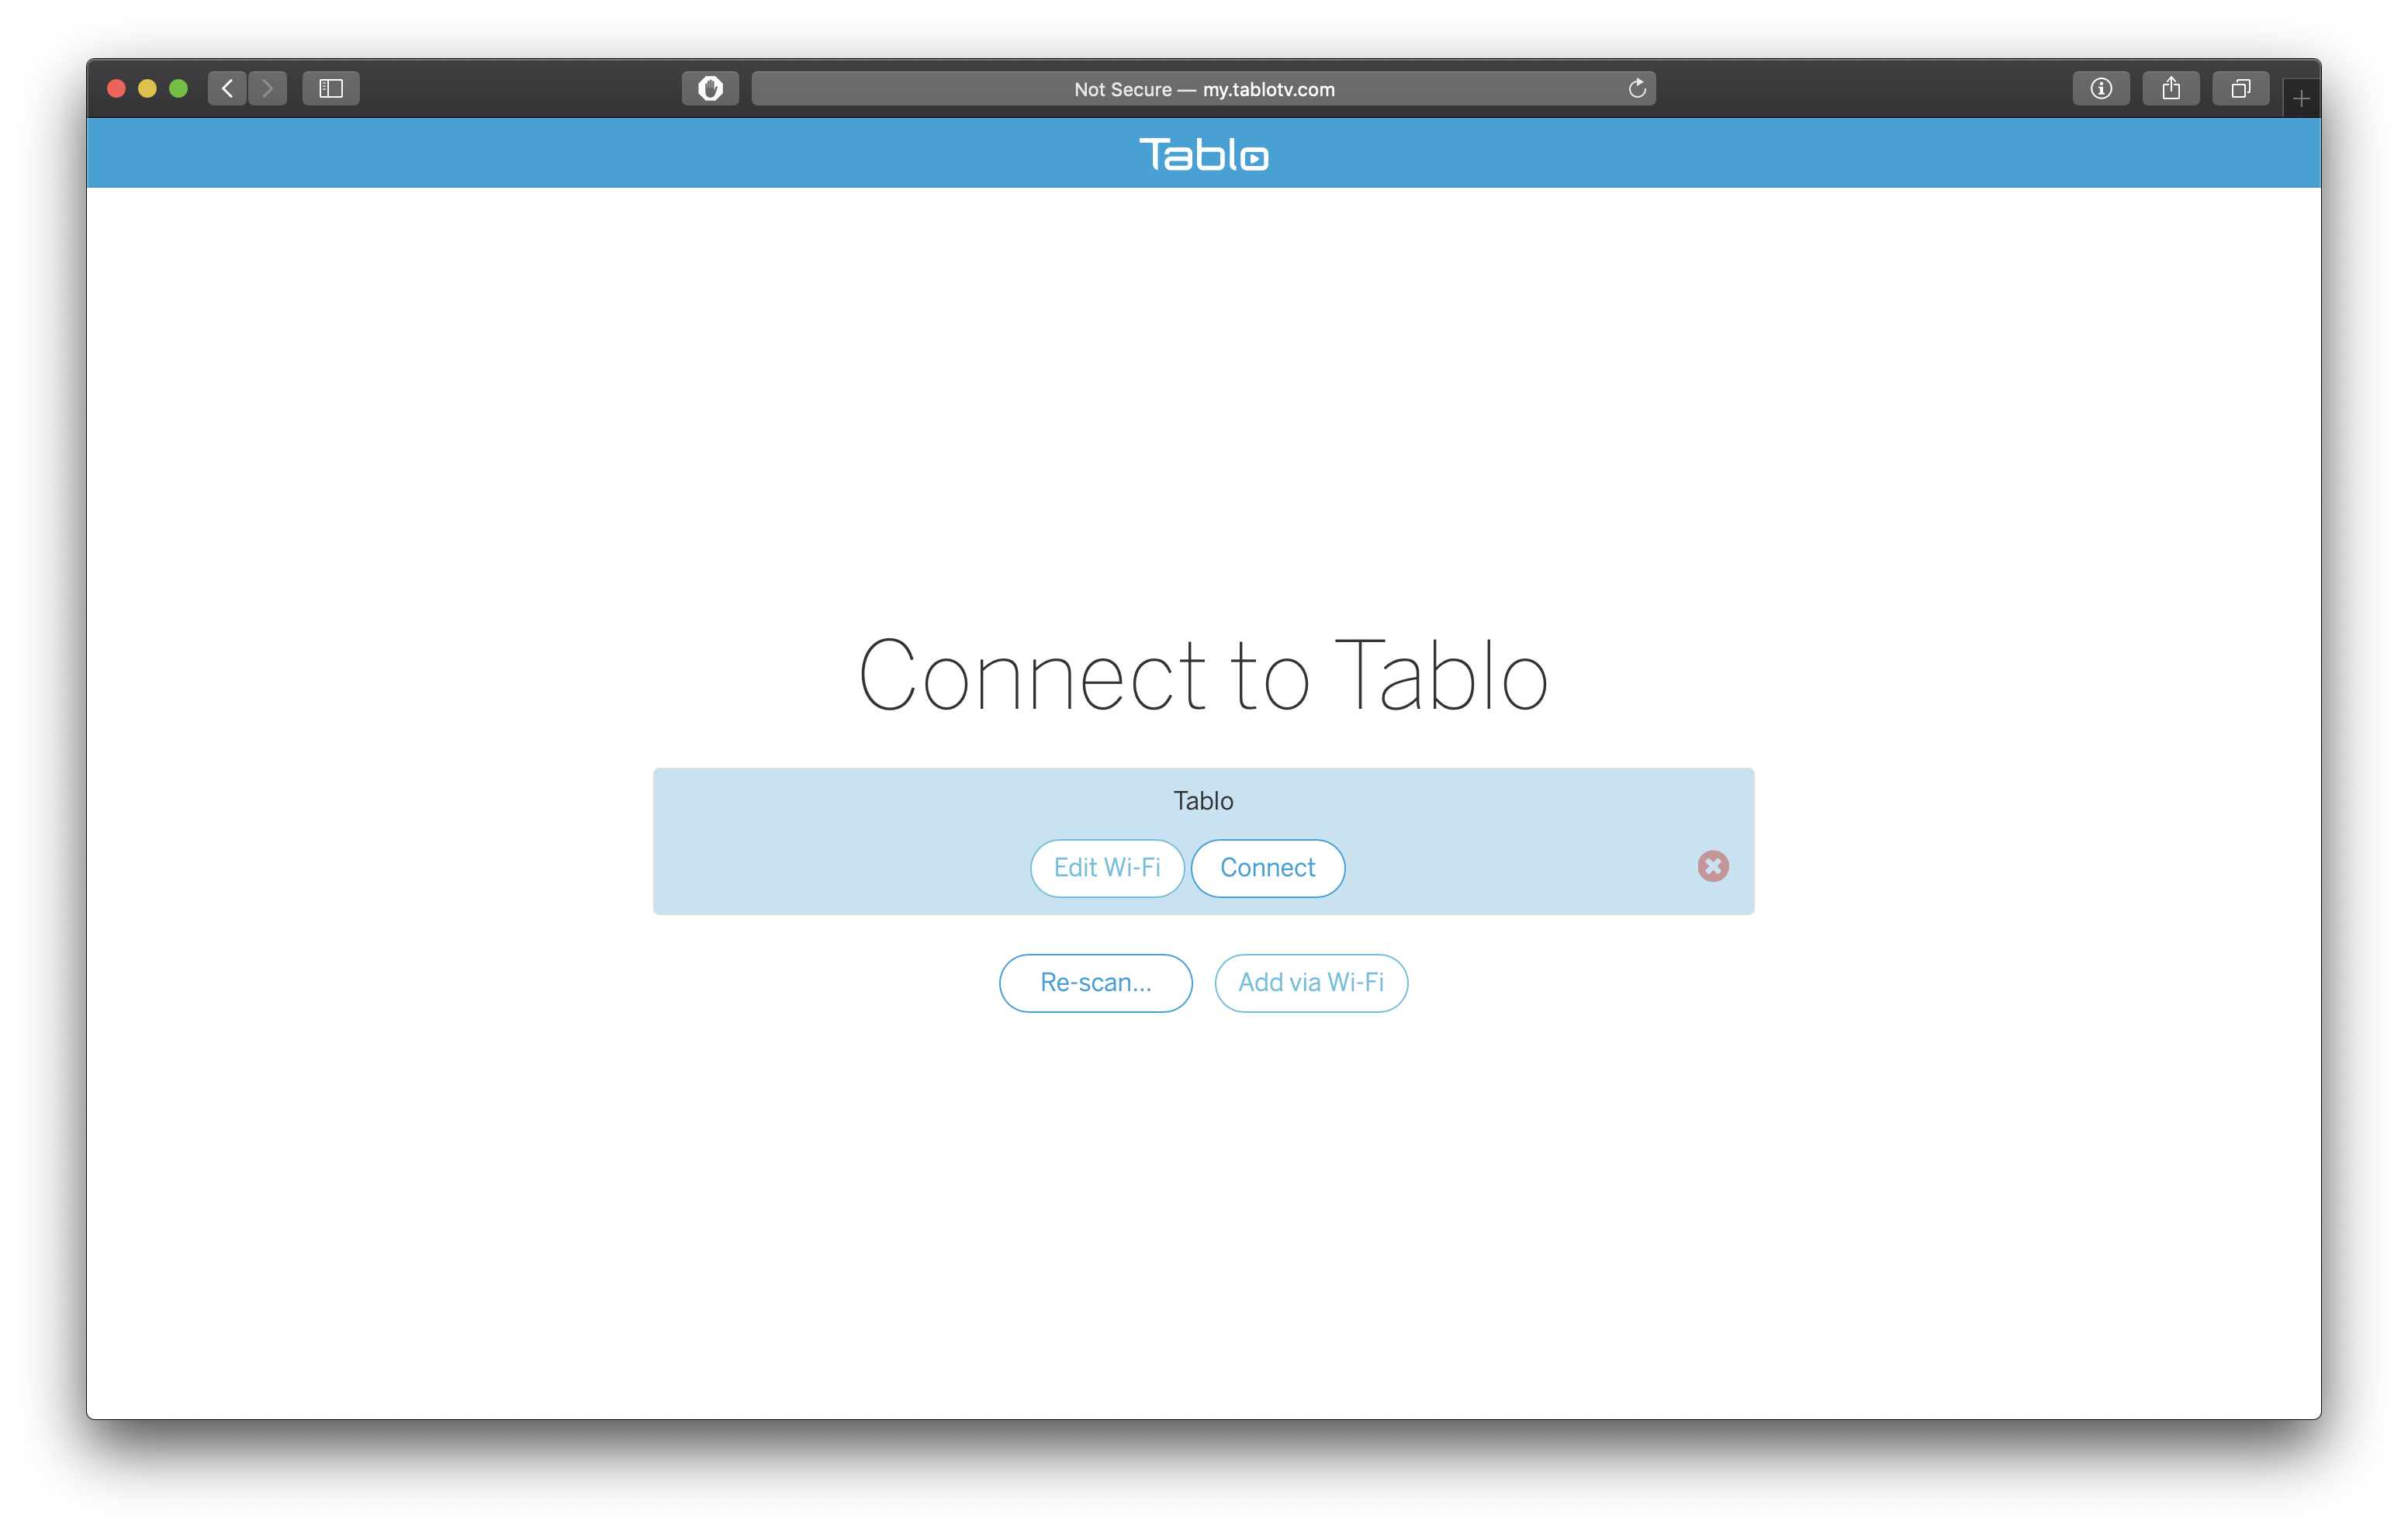 Not Secure — my.tablotv.com
Tablo
Connect to Tablo
Tablo
Edit Wi-Fi Connect
Re-scan... Add via Wi-Fi